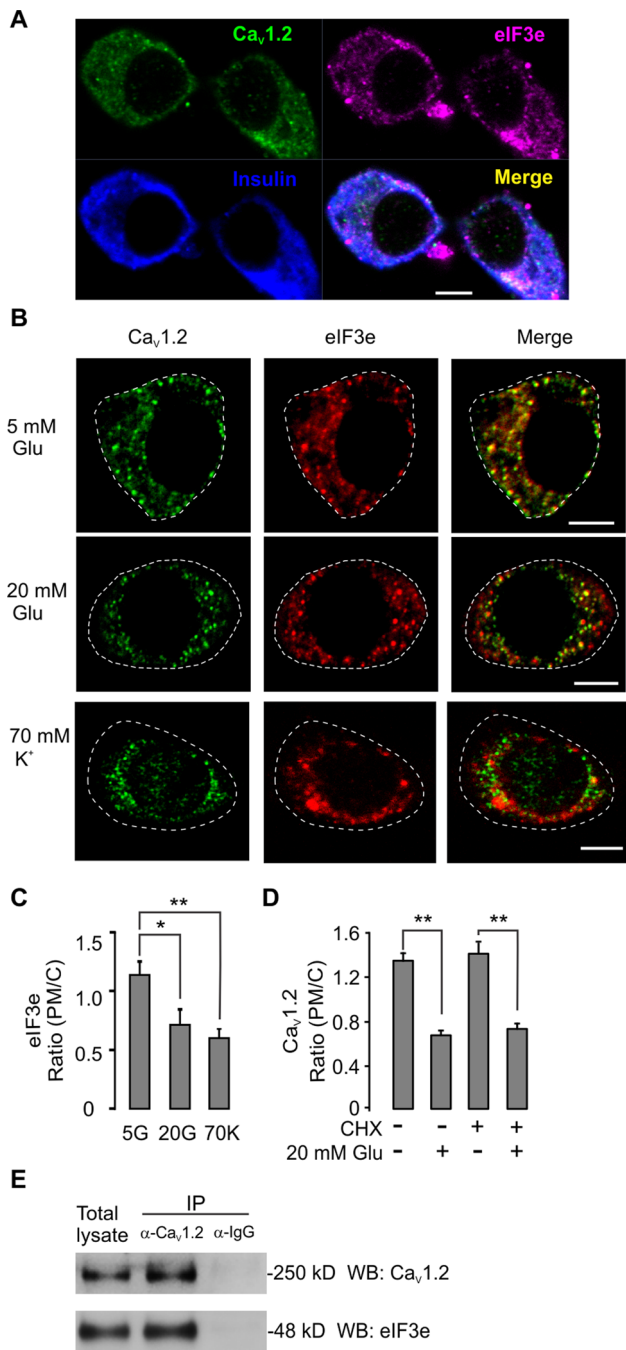 A
Cav1.2
eIF3e
Insulin
Merge
B
Cav1.2 eIF3e Merge
5 mM
Glu
20 mM
Glu
70 mM
K+
C
**
*
1.0
0.5
0
eIF3e
Ratio (PM/C)
5G 20G 70K
D
** **
1.6
1.2
0.8
0.4
0
Cav1.2
Ratio (PM/C)
CHX - - + +
20 mM Glu - + - +
E
IP
Total
lysate
α-Cav1.2 α-IgG
-250 kD WB: Cav1.2
-48 kD WB: eIF3e